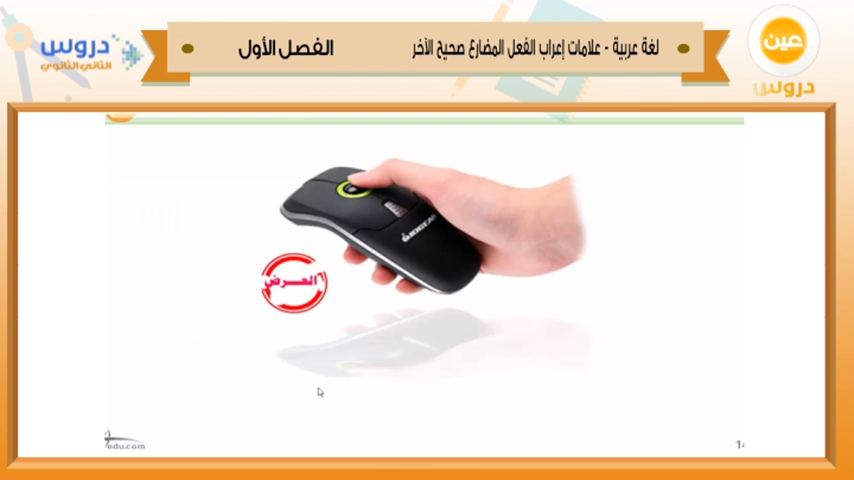 عين
دروس
لغة عربية - علامات إعراب الفعل المضارع صحيح الآخر
الفصل الأول
دروس
الثاني الثانوي
IOGEAR
العرض
edu.com
14